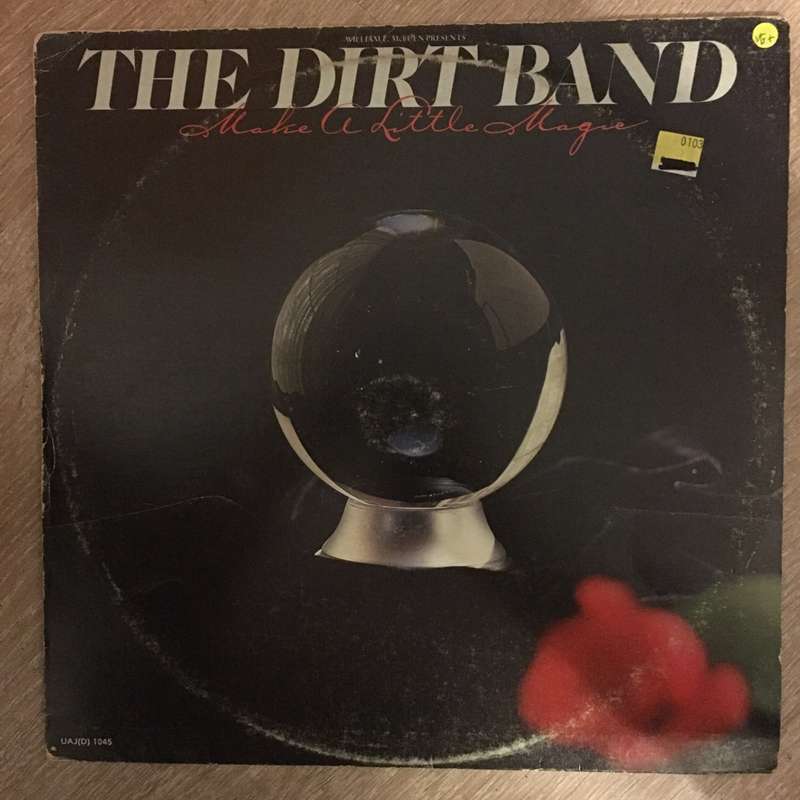 WILLIAM E. McEUEN PRESENTS
THE DIRT BAND
Make A Little Magic
0103
UAJ(D) 1045